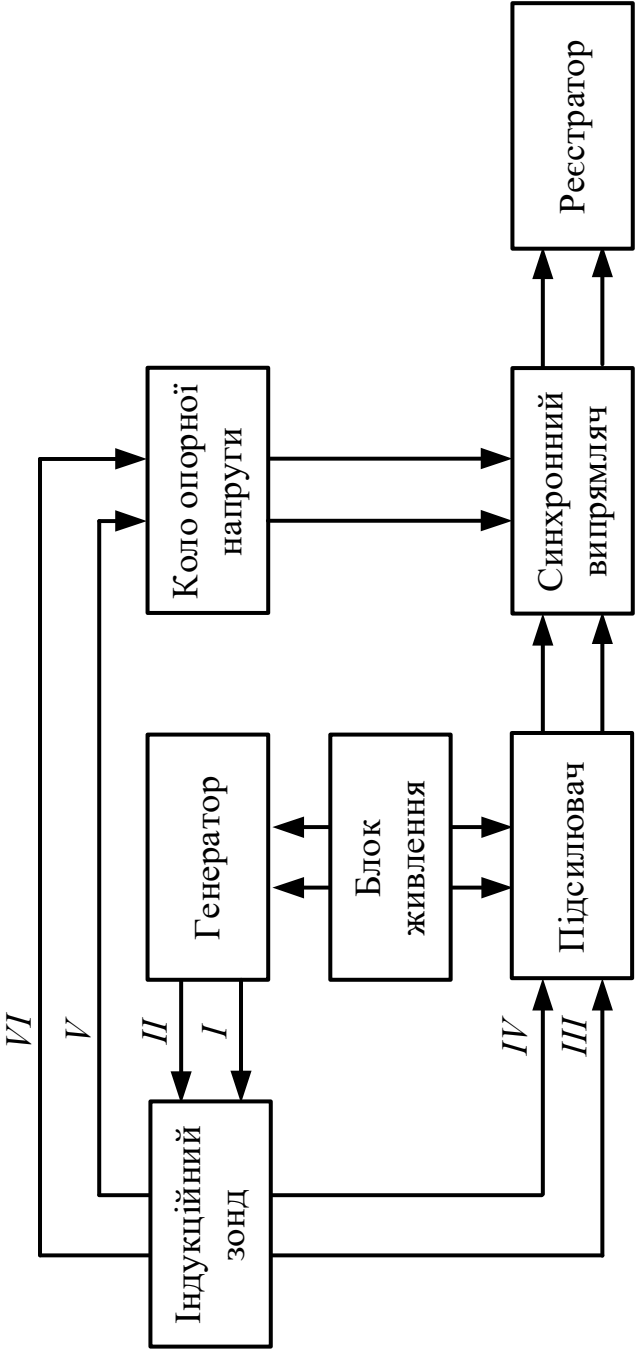 VI
V
II
I
IV
III
Індукційний
зонд
Генератор
Блок
живлення
Підсилювач
Коло опорної
напруги
Синхронний
випрямляч
Реєстратор